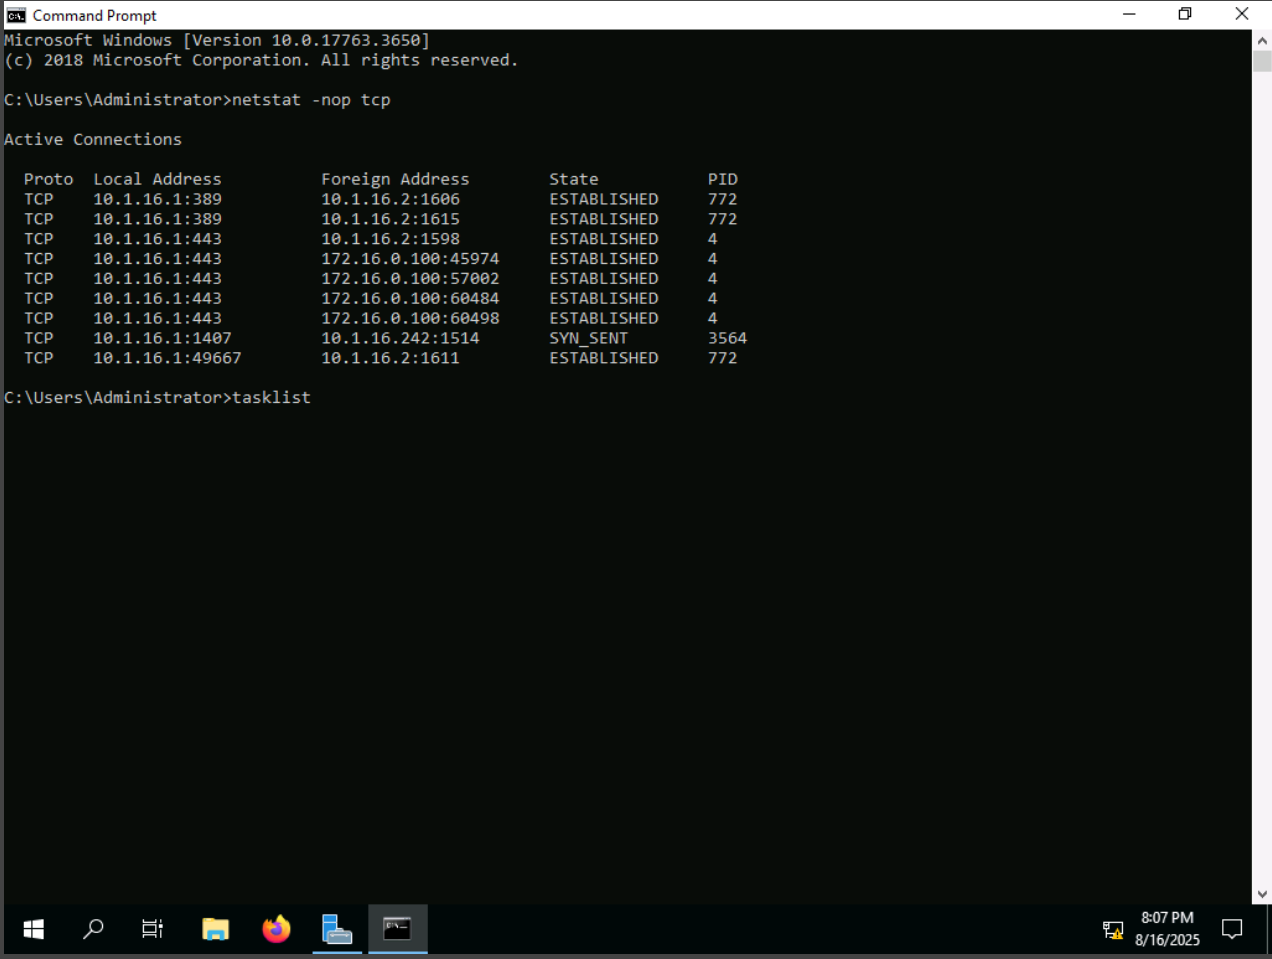 Command Prompt
Microsoft Windows [Version 10.0.17763.3650]
(c) 2018 Microsoft Corporation. All rights reserved.
C:\Users\Administrator>netstat -nop tcp
Active Connections
Proto  Local Address          Foreign Address        State           PID
TCP    10.1.16.1:389          10.1.16.2:1606         ESTABLISHED     772
TCP    10.1.16.1:389          10.1.16.2:1615         ESTABLISHED     772
TCP    10.1.16.1:443          10.1.16.2:1598         ESTABLISHED     4
TCP    10.1.16.1:443          172.16.0.100:45974     ESTABLISHED     4
TCP    10.1.16.1:443          172.16.0.100:57002     ESTABLISHED     4
TCP    10.1.16.1:443          172.16.0.100:60484     ESTABLISHED     4
TCP    10.1.16.1:443          172.16.0.100:60498     ESTABLISHED     4
TCP    10.1.16.1:1407         10.1.16.242:1514       SYN_SENT        3564
TCP    10.1.16.1:49667        10.1.16.2:1611         ESTABLISHED     772
C:\Users\Administrator>tasklist
8:07 PM
8/16/2025